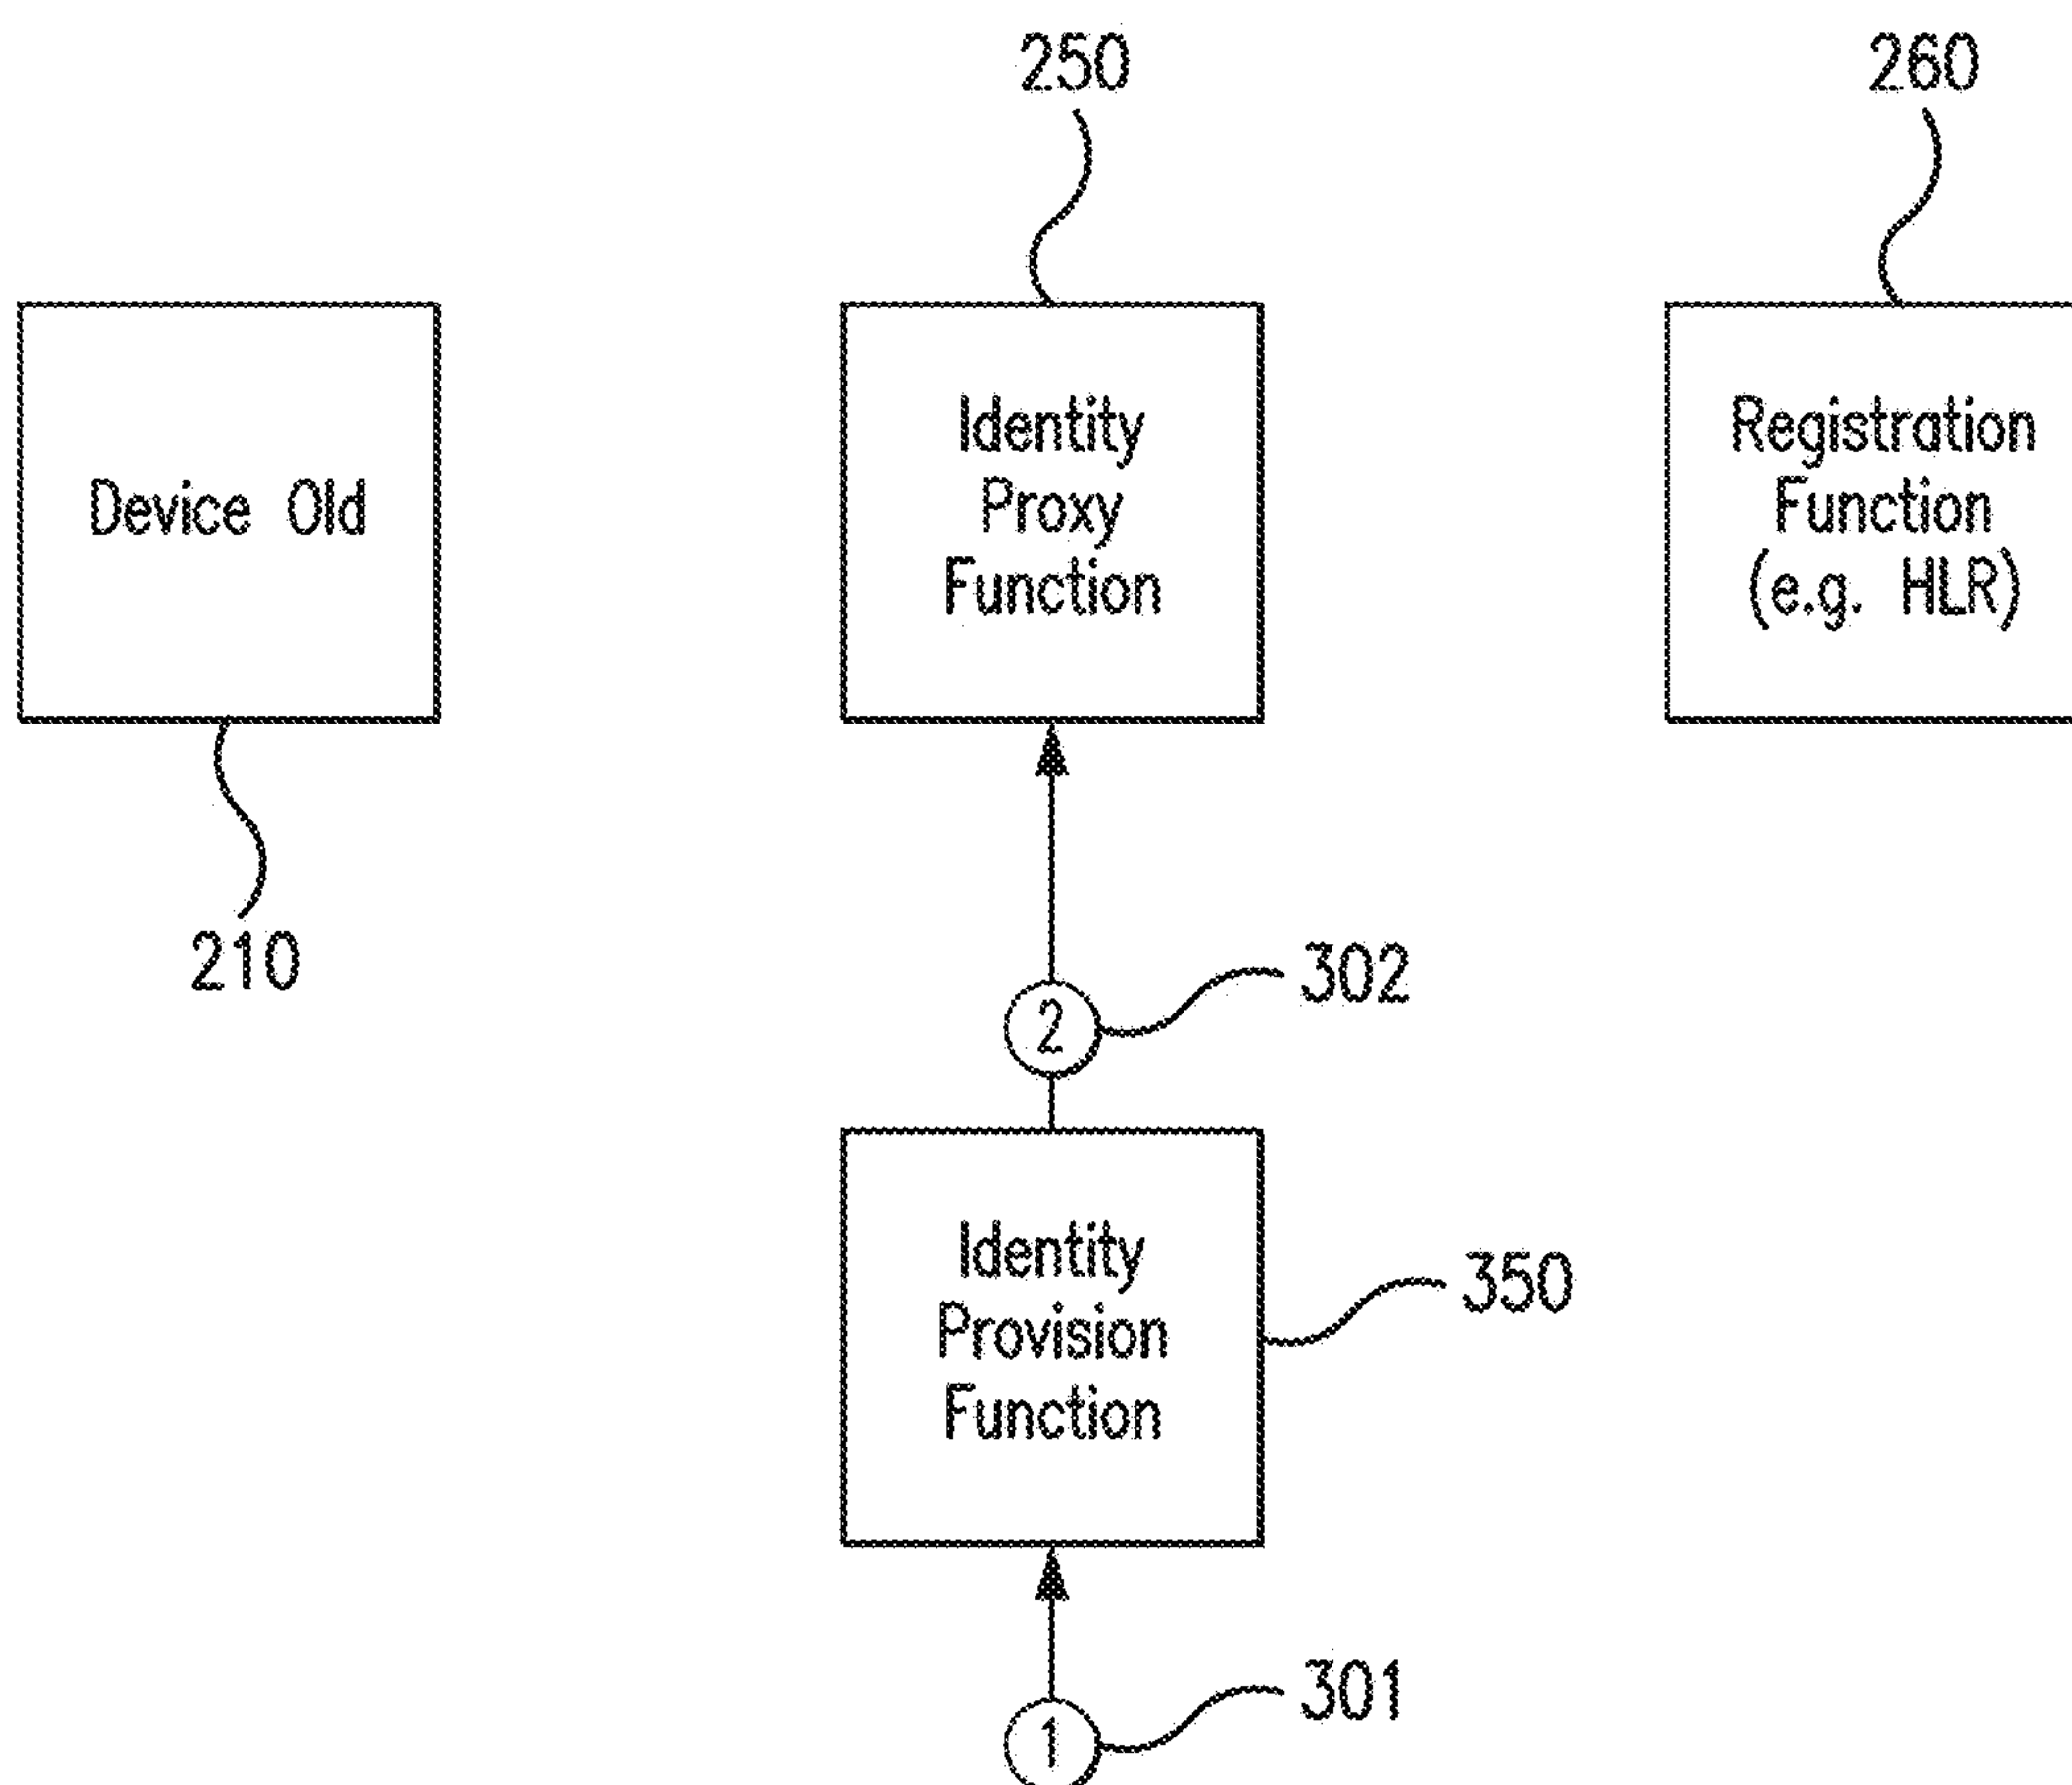 250
260
Device Old
Identity
Proxy
Function
Registration
Function
(e.g. HLR)
210
302
2
Identity
Provision
Function
350
301
1